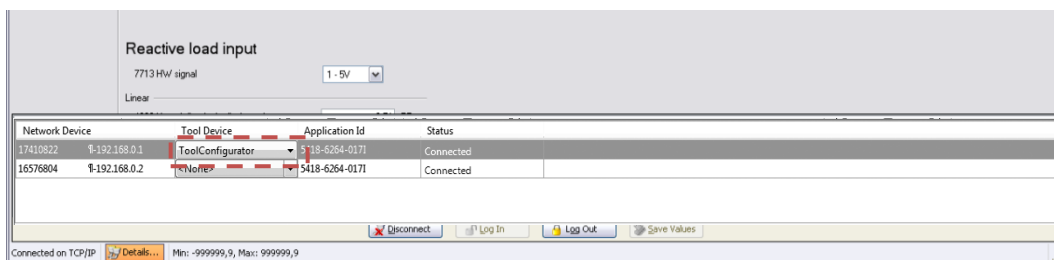 Reactive load input
7713 HW signal 1 - 5V
Linear
Network Device Tool Device Application Id Status
17410822 ¶-192.168.0.1 ToolConfigurator 5418-6264-017I Connected
16576804 ¶-192.168.0.2 <None> 5418-6264-017I Connected
Disconnect Log In Log Out Save Values
Connected on TCP/IP Details... Min: -999999,9, Max: 999999,9